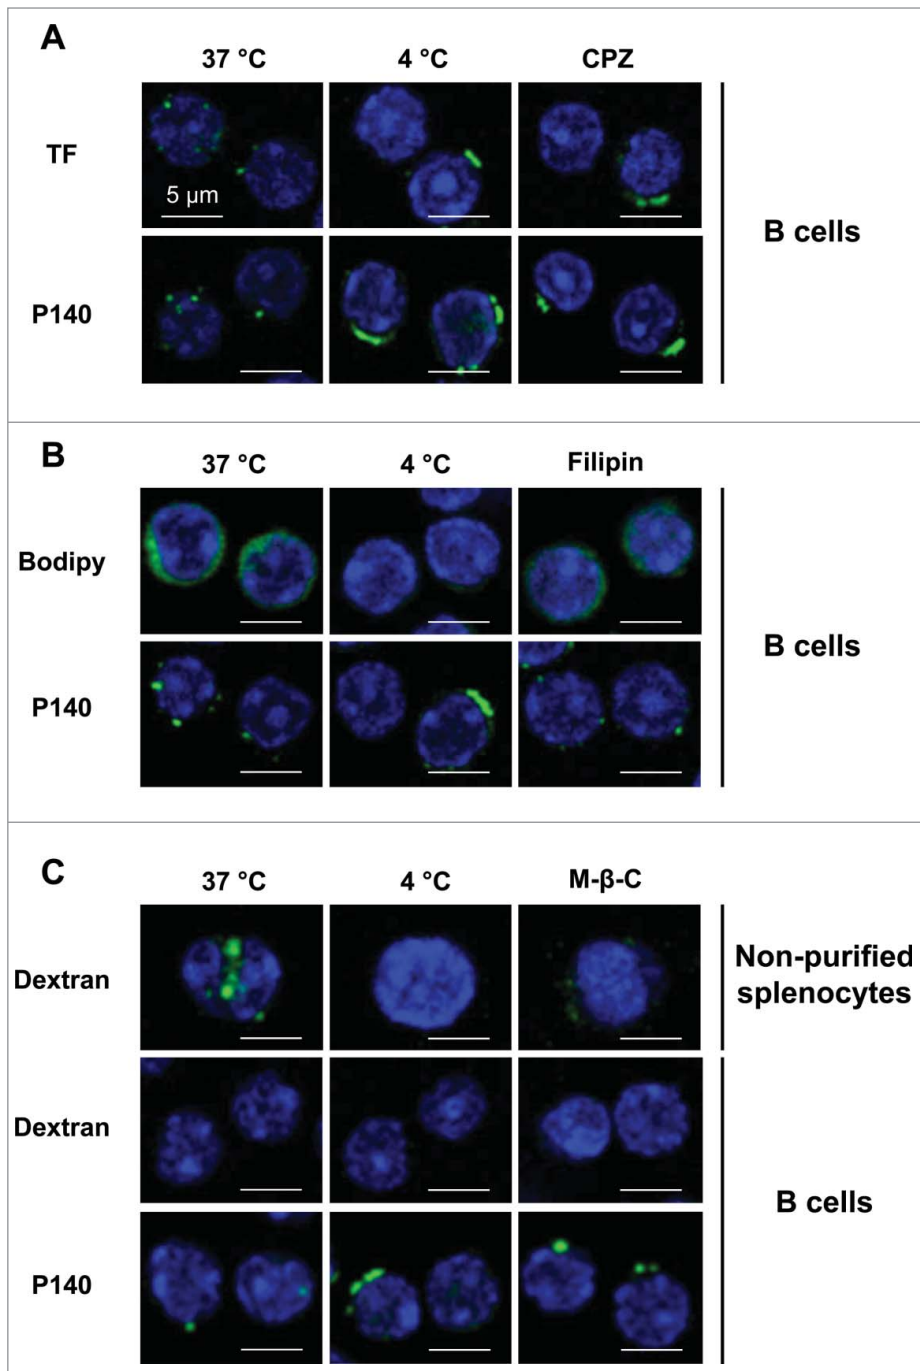 A
37 °C 4 °C CPZ
TF
5 µm
P140
B cells
B
37 °C 4 °C Filipin
Bodipy
P140
B cells
C
37 °C 4 °C M-β-C
Dextran
Non-purified
splenocytes
Dextran
P140
B cells